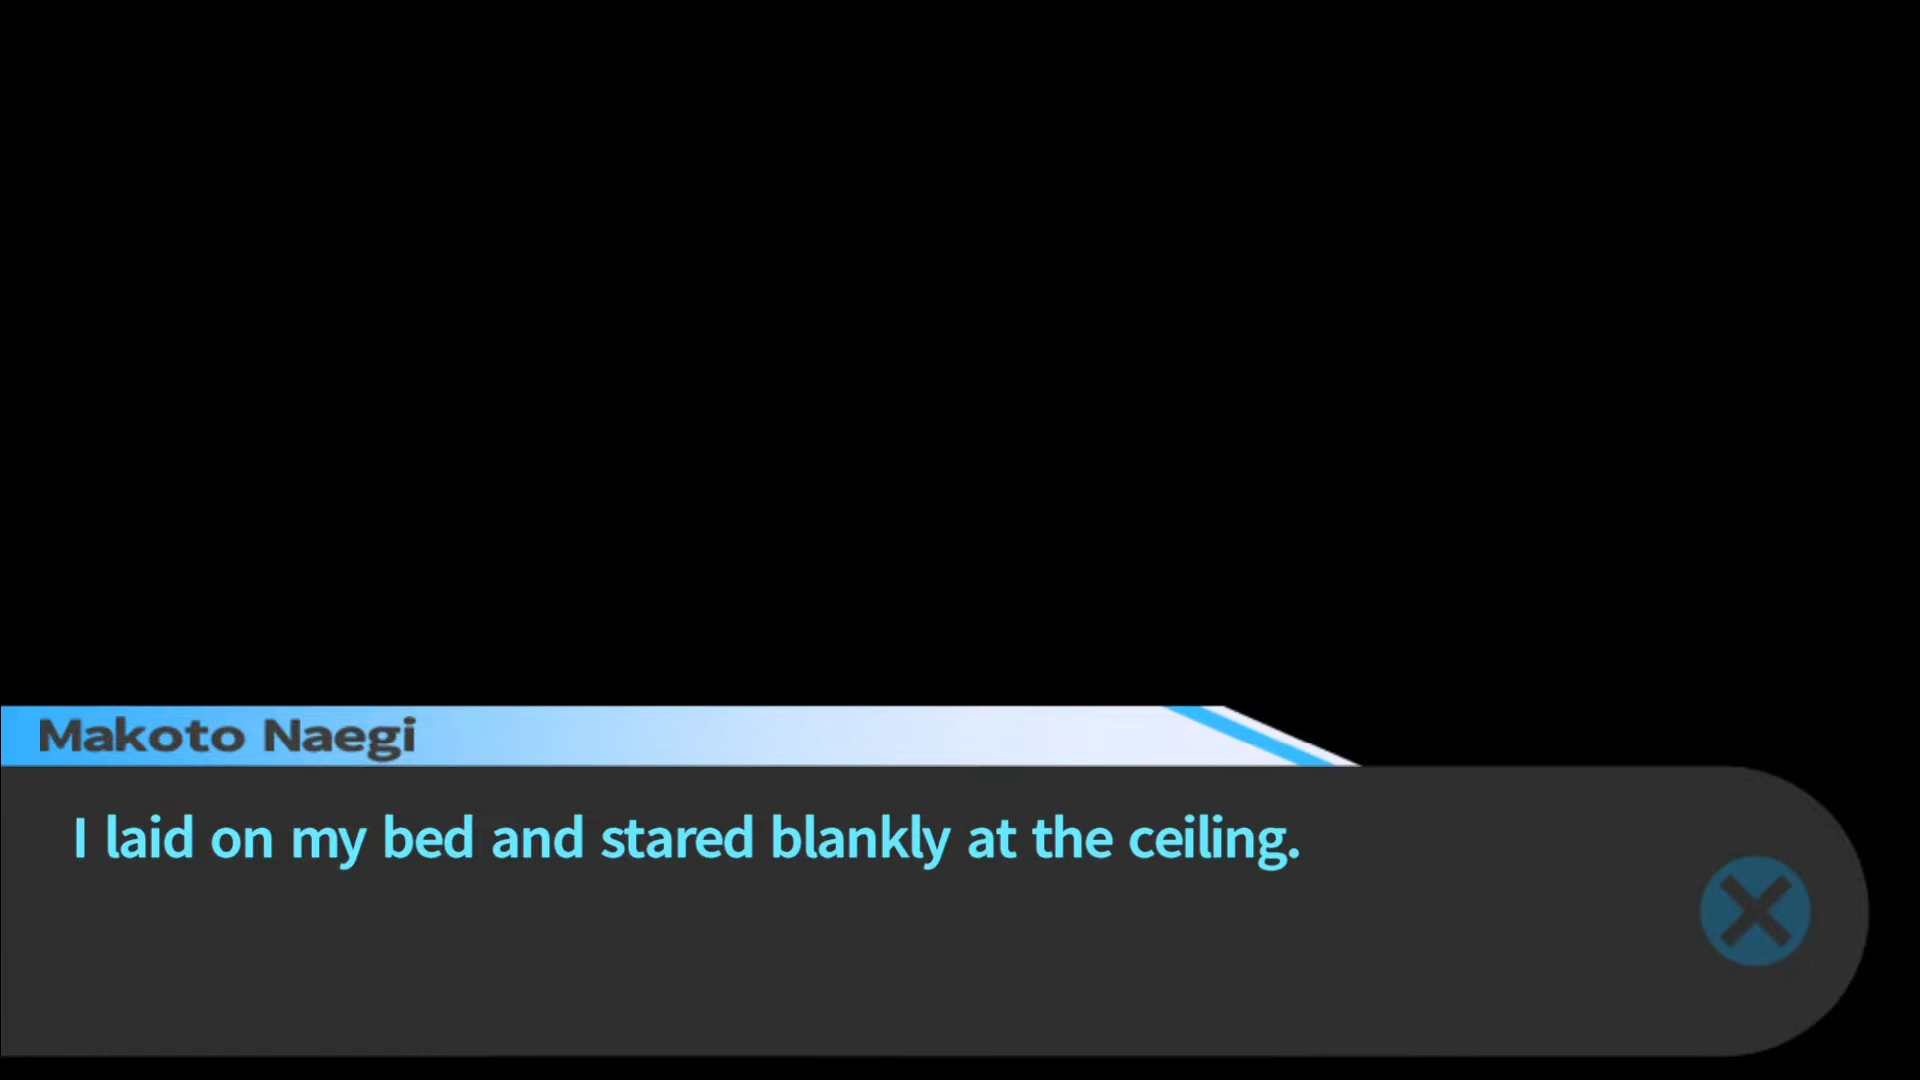 Makoto Naegi
I laid on my bed and stared blankly at the ceiling.